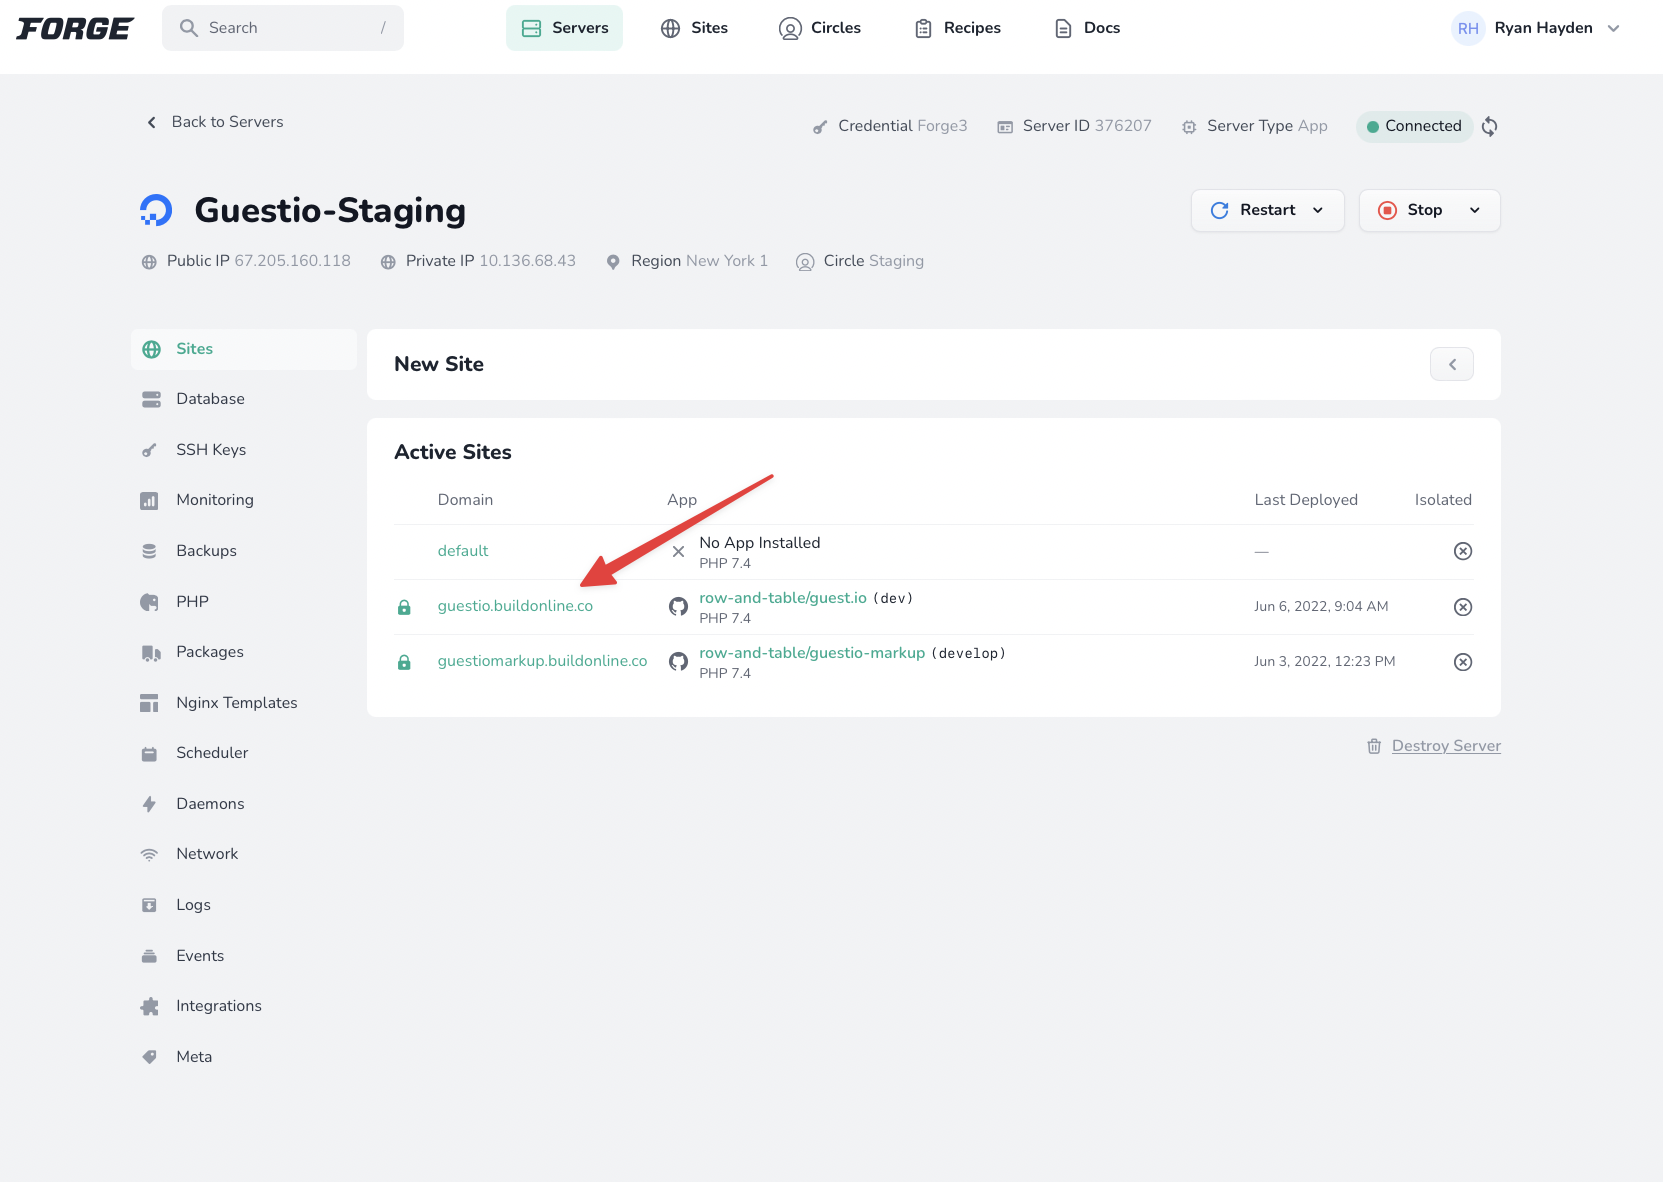 FORGE
Search /
Servers
Sites
Circles
Recipes
Docs
RH Ryan Hayden
Back to Servers
Credential Forge3
Server ID 376207
Server Type App
Connected
Guestio-Staging
Restart
Stop
Public IP 67.205.160.118
Private IP 10.136.68.43
Region New York 1
Circle Staging
Sites
Database
SSH Keys
Monitoring
Backups
PHP
Packages
Nginx Templates
Scheduler
Daemons
Network
Logs
Events
Integrations
Meta
New Site
Active Sites
Domain App Last Deployed Isolated
default No App Installed —
PHP 7.4
guestio.buildonline.co row-and-table/guest.io (dev) Jun 6, 2022, 9:04 AM
PHP 7.4
guestiomarkup.buildonline.co row-and-table/guestio-markup (develop) Jun 3, 2022, 12:23 PM
PHP 7.4
Destroy Server